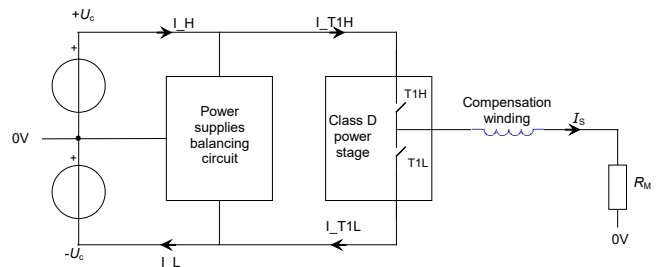 +Uc
I_H
I_T1H
+
Power
supplies
balancing
circuit
Class D
power
stage
T1H
T1L
Compensation
winding
IS
0V
+
RM
0V
-Uc
I_L
I_T1L